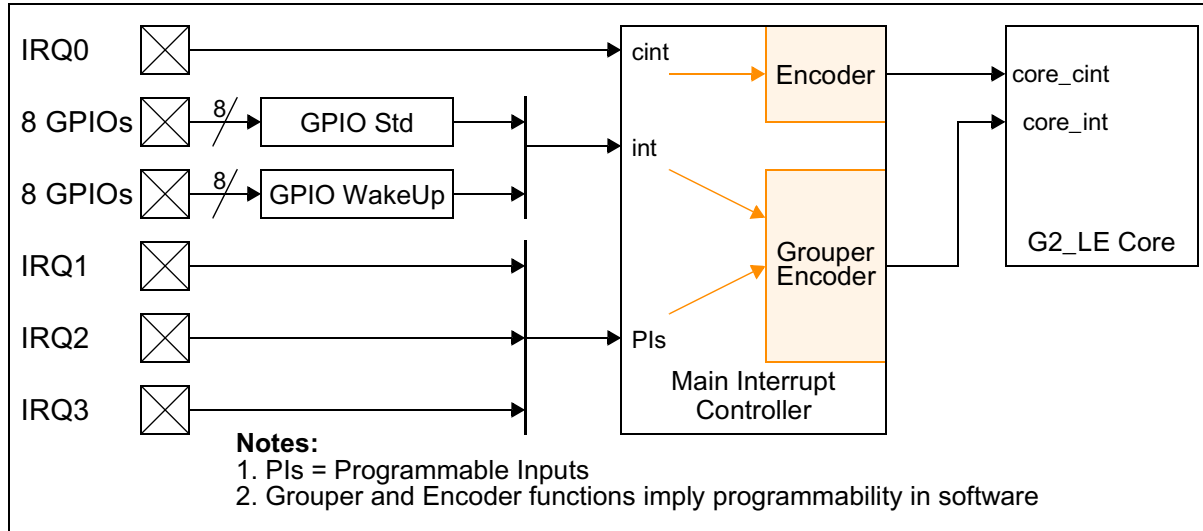 IRQ0
cint
Encoder
core_cint
8 GPIOs
8
GPIO Std
core_int
int
8 GPIOs
8
GPIO WakeUp
Grouper
Encoder
G2_LE Core
IRQ1
IRQ2
PIs
Main Interrupt
Controller
IRQ3
Notes:
1. PIs = Programmable Inputs
2. Grouper and Encoder functions imply programmability in software